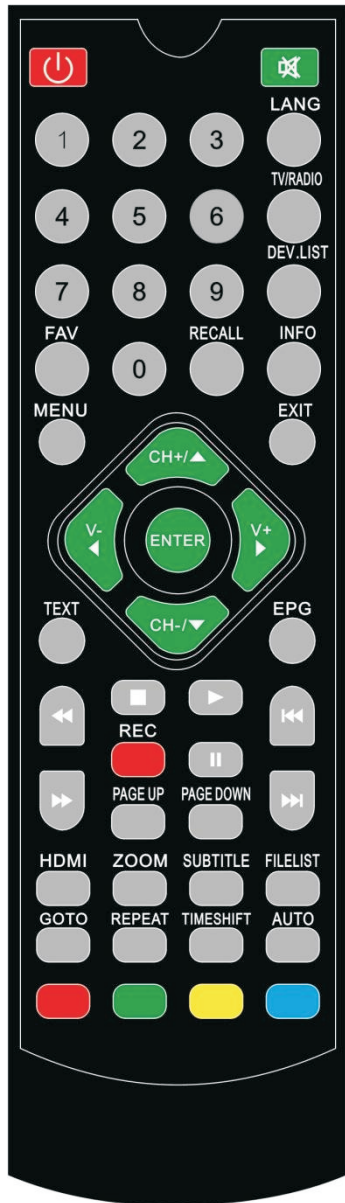 LANG
1 2 3
TV/RADIO
4 5 6
DEV.LIST
7 8 9
FAV RECALL INFO
0
MENU EXIT
CH+/▲
V- ENTER V+
◀ ▶
CH-/▼
TEXT EPG
REC
PAGE UP PAGE DOWN
HDMI ZOOM SUBTITLE FILELIST
GOTO REPEAT TIMESHIFT AUTO